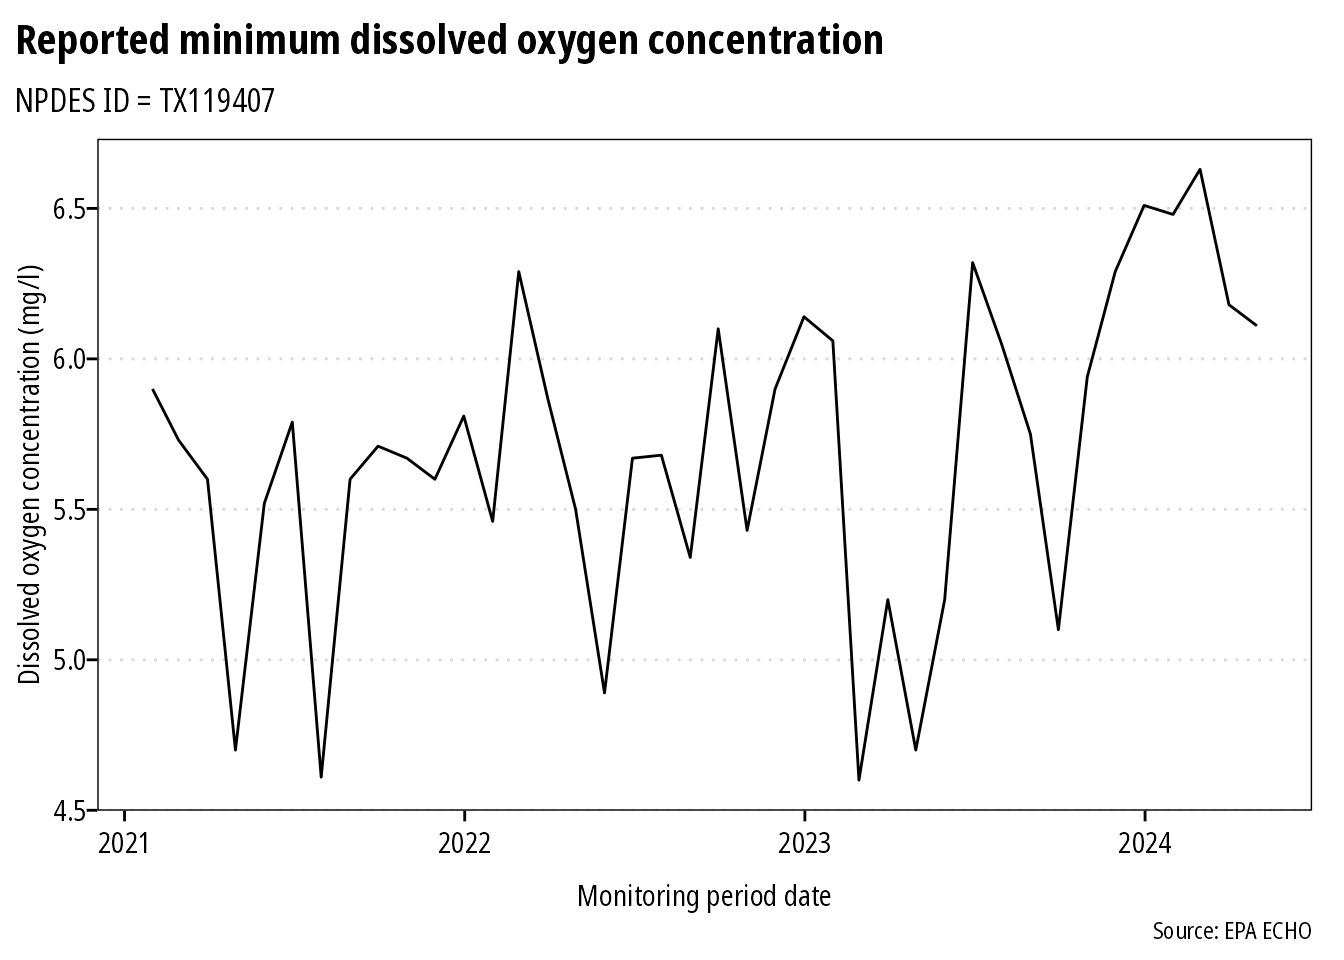 Reported minimum dissolved oxygen concentration
NPDES ID = TX119407
Dissolved oxygen concentration (mg/l)
6.5
6.0
5.5
5.0
4.5
2021 2022 2023 2024
Monitoring period date
Source: EPA ECHO